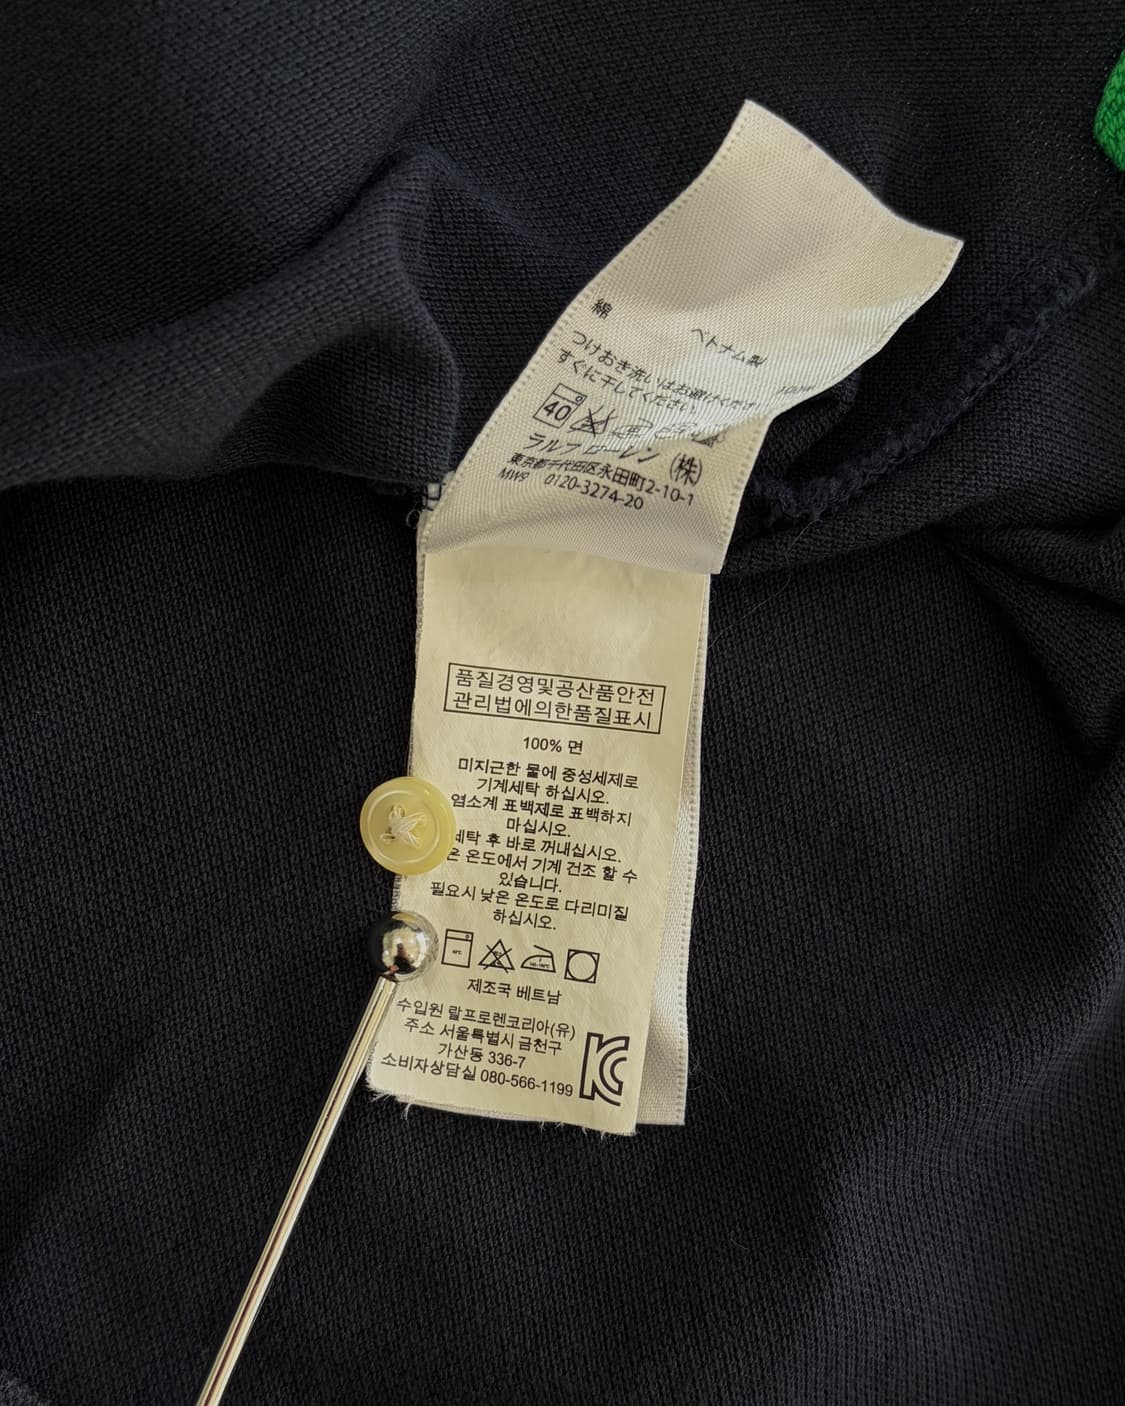 綿
100%
ベトナム製
つけおき洗いはお避けくださ
すぐに干してください
40
ラルフ ローレン (株)
東京都千代田区永田町2-10-1
MW9 0120-3274-20
품질경영및공산품안전
관리법에의한품질표시
100% 면
미지근한 물에 중성세제로
기계세탁 하십시오.
염소계 표백제로 표백하지
마십시오.
세탁 후 바로 꺼내십시오.
은 온도에서 기계 건조 할 수
있습니다.
필요시 낮은 온도로 다리미질
하십시오.
제조국 베트남
수입원 랄프로렌코리아(유)
주소 서울특별시 금천구
가산동 336-7
소비자상담실 080-566-1199